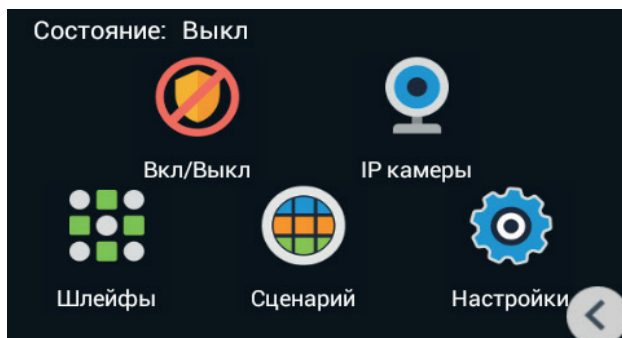 Состояние: Выкл
Вкл/Выкл
IP камеры
Шлейфы
Сценарий
Настройки